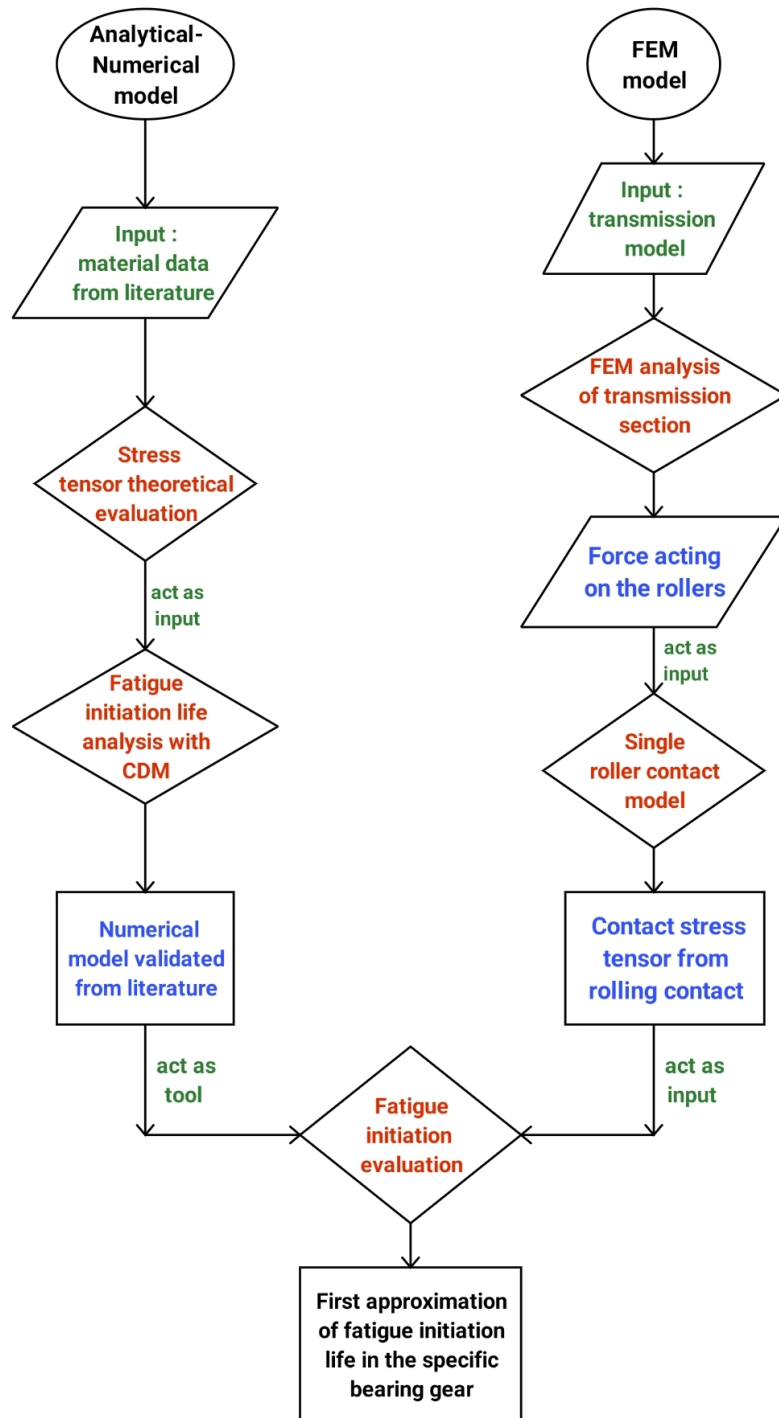 Analytical-
Numerical
model
Input :
material data
from literature
Stress
tensor theoretical
evaluation
act as
input
Fatigue
initiation life
analysis with
CDM
Numerical
model validated
from literature
act as
tool
FEM
model
Input :
transmission
model
FEM analysis
of transmission
section
Force acting
on the rollers
act as
input
Single
roller contact
model
Contact stress
tensor from
rolling contact
act as
input
Fatigue
initiation
evaluation
First approximation
of fatigue initiation
life in the specific
bearing gear